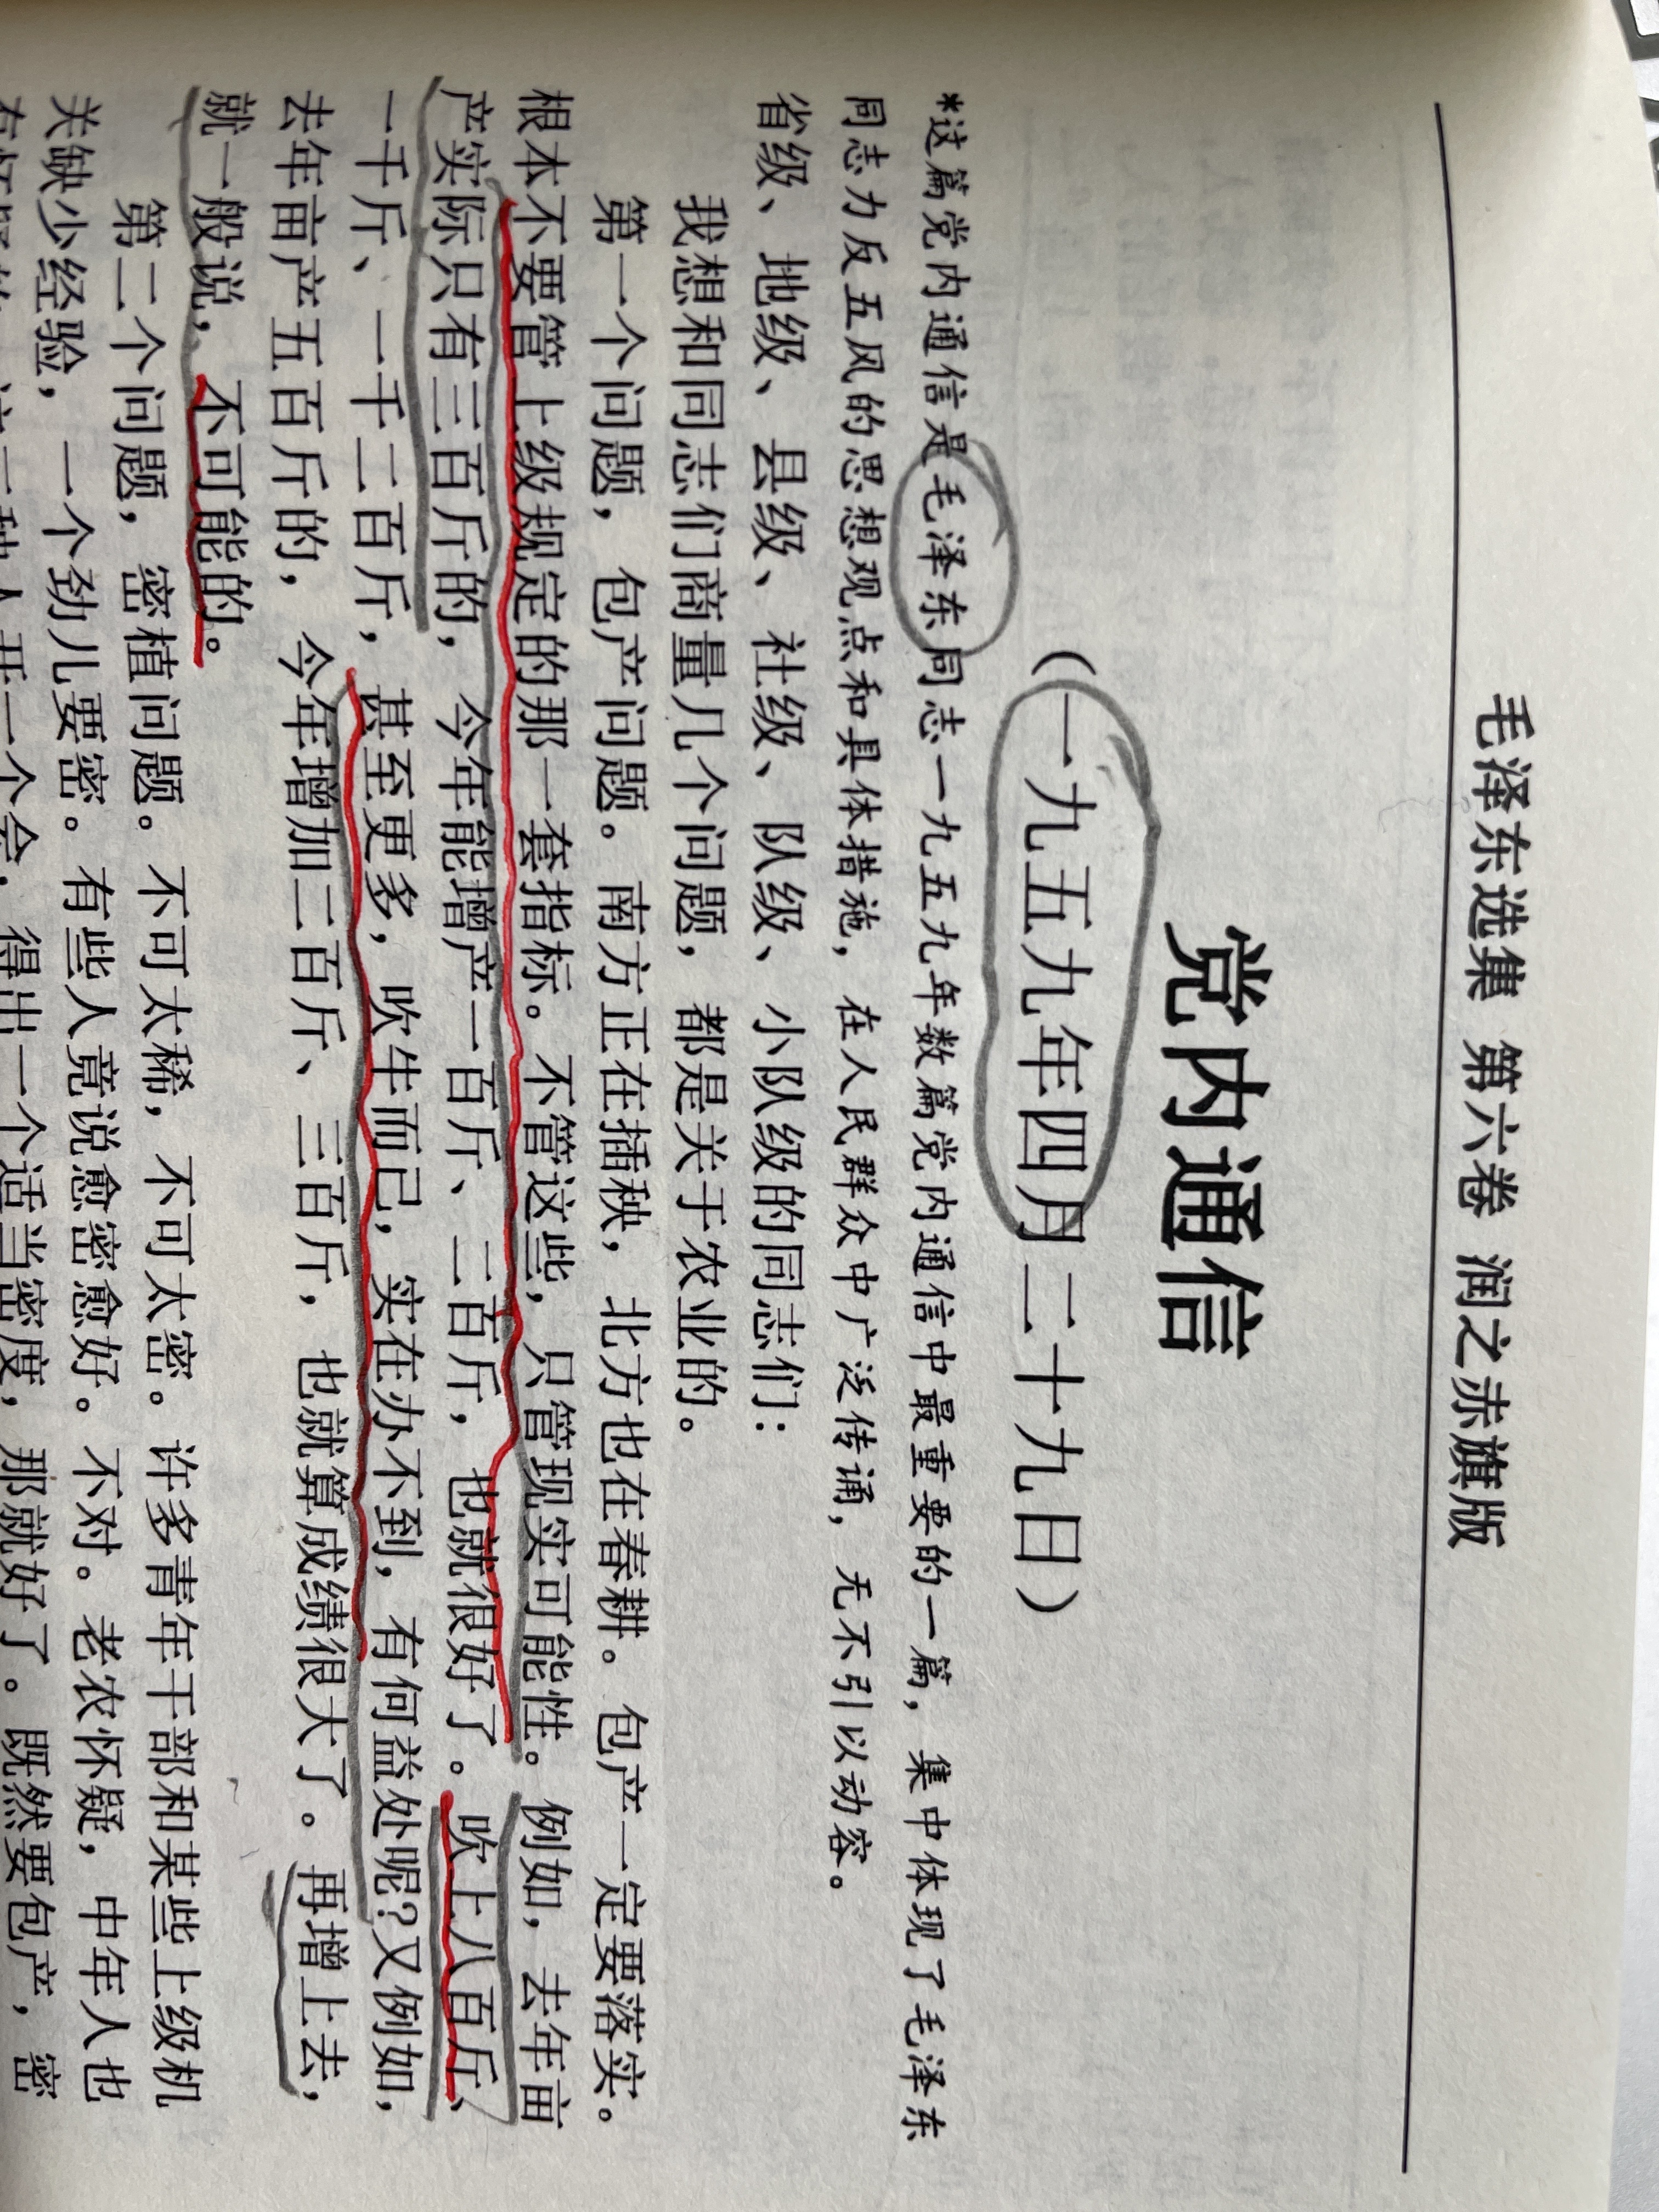 毛泽东选集 第六卷 润之赤旗版
党内通信
（一九五九年四月二十九日）
*这篇党内通信是毛泽东同志一九五九年数篇党内通信中最重要的一篇，集中体现了毛泽东
同志力反五风的思想观点和具体措施，在人民群众中广泛传诵，无不引以动容。
省级、地级、县级、社级、队级、小队级的同志们：
我想和同志们商量几个问题，都是关于农业的。
第一个问题，包产问题。南方正在插秧，北方也在春耕。包产一定要落实。
根本不要管上级规定的那一套指标。不管这些，只管现实可能性。例如，去年亩
产实际只有三百斤的，今年能增产一百斤、二百斤，也就很好了。吹上八百斤、
一千斤、一千二百斤，甚至更多，吹牛而已，实在办不到，有何益处呢？又例如，
去年亩产五百斤的，今年增加二百斤、三百斤，也就算成绩很大了。再增上去，
就一般说，不可能的。
第二个问题，密植问题。不可太稀，不可太密。许多青年干部和某些上级机
关缺少经验，一个劲儿要密。有些人竟说愈密愈好。不对。老农怀疑，中年人也
有怀疑的。这三种人开一个会，得出一个适当密度，那就好了。既然要包产，密